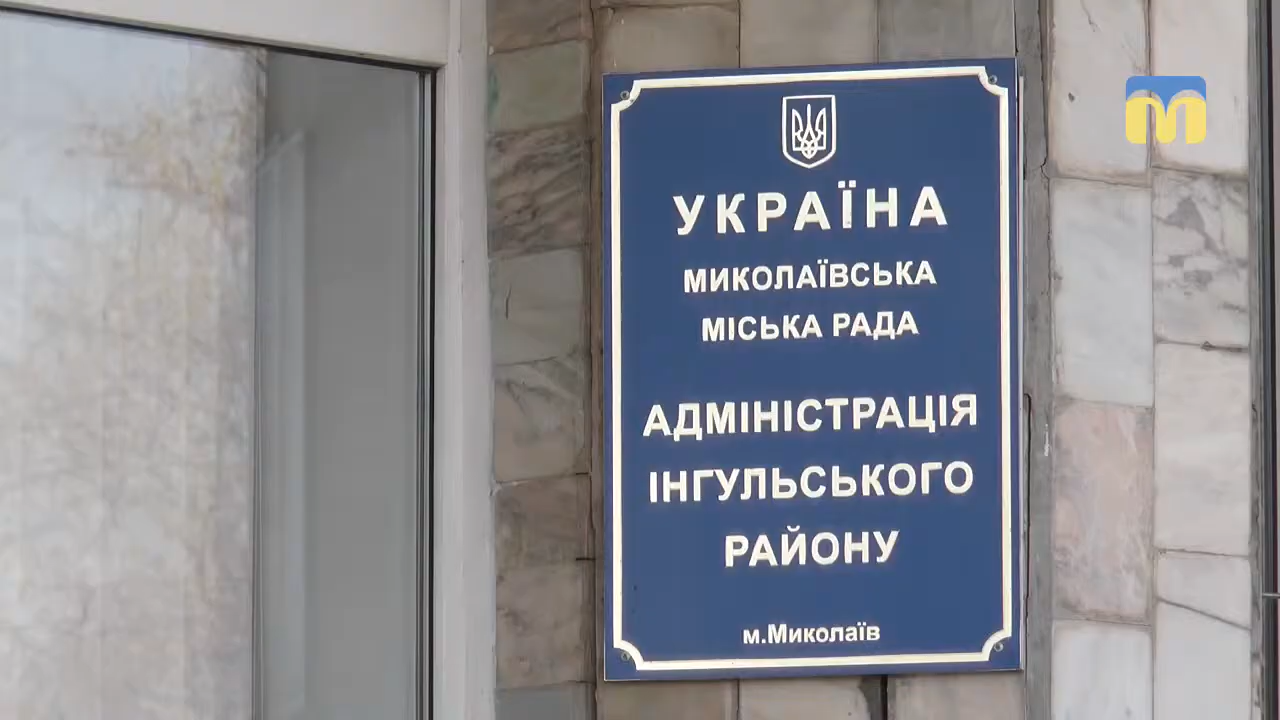 УКРАЇНА
МИКОЛАЇВСЬКА
МІСЬКА РАДА
АДМІНІСТРАЦІЯ
ІНГУЛЬСЬКОГО
РАЙОНУ
м.Миколаїв